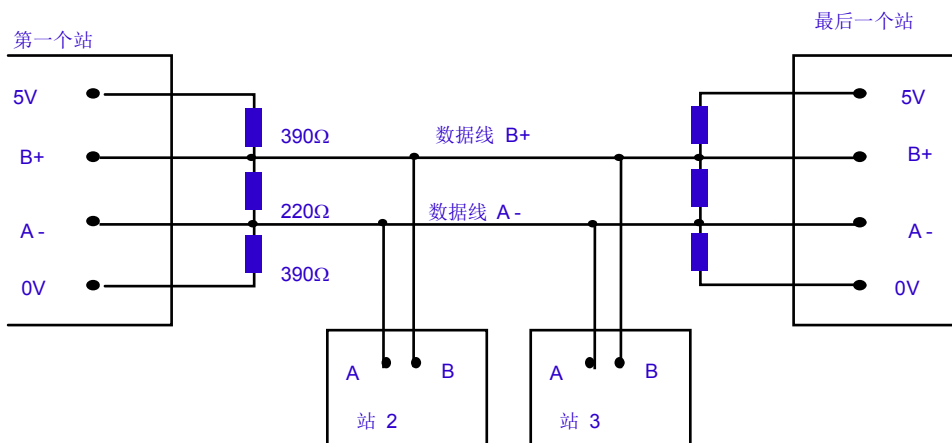 第一个站
最后一个站
5V
390Ω
数据线 B+
5V
B+
B+
220Ω
数据线 A-
A-
A-
390Ω
0V
0V
A B
A B
站 2
站 3